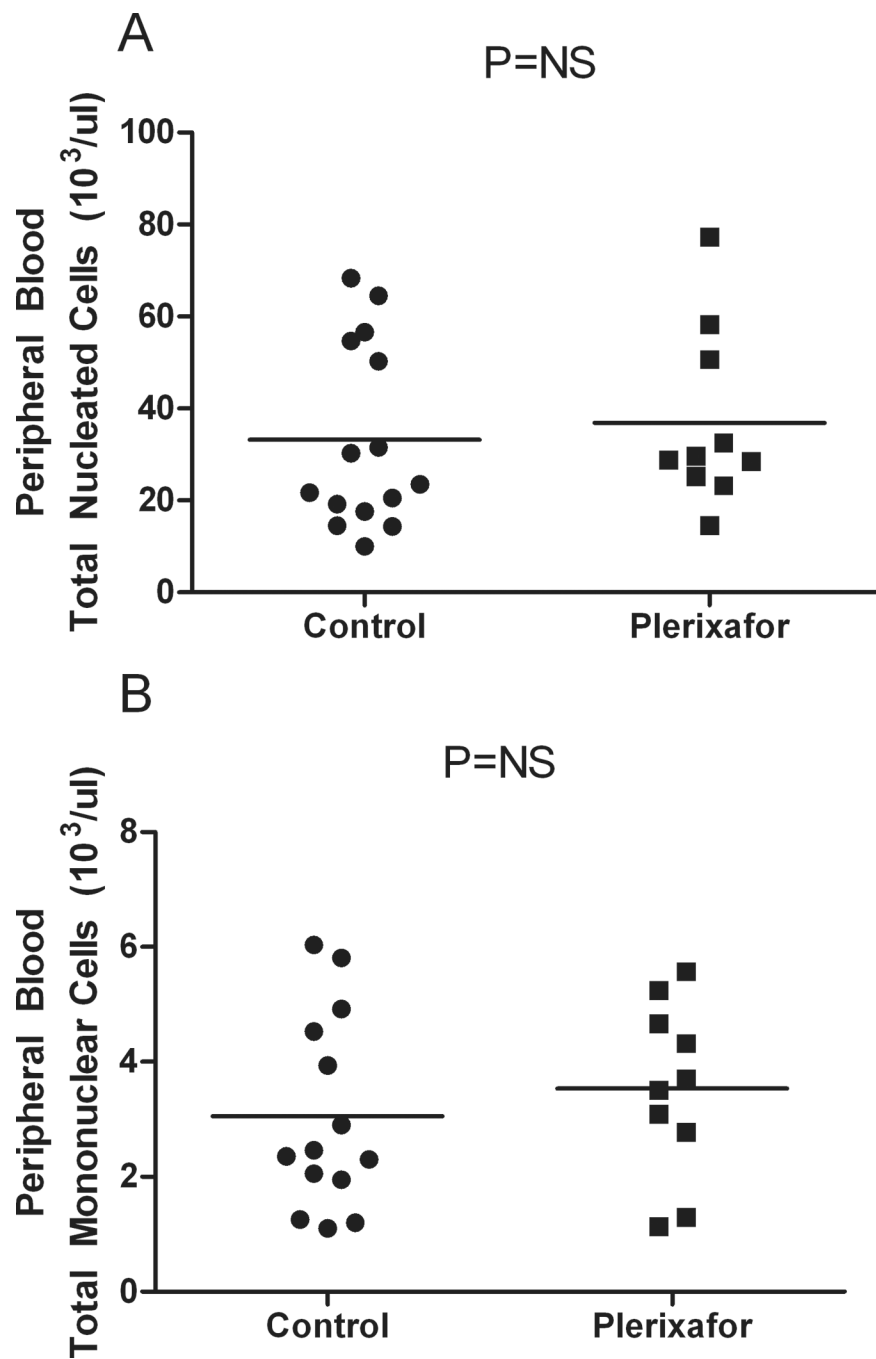 A
P=NS
Peripheral Blood
Total Nucleated Cells (10³/ul)
100
80
60
40
20
0
Control Plerixafor
B
P=NS
Peripheral Blood
Total Mononuclear Cells (10³/ul)
8
6
4
2
0
Control Plerixafor